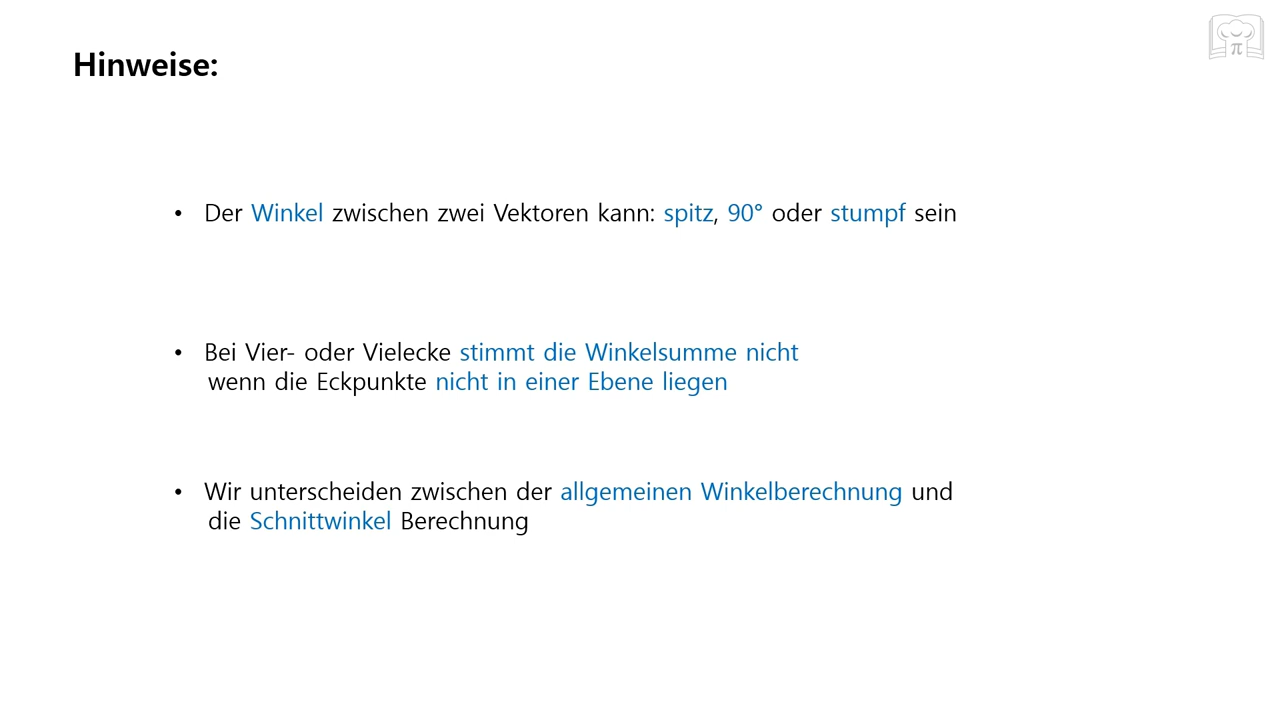 Hinweise:
π
• Der Winkel zwischen zwei Vektoren kann: spitz, 90° oder stumpf sein
• Bei Vier- oder Vielecke stimmt die Winkelsumme nicht
wenn die Eckpunkte nicht in einer Ebene liegen
• Wir unterscheiden zwischen der allgemeinen Winkelberechnung und
die Schnittwinkel Berechnung